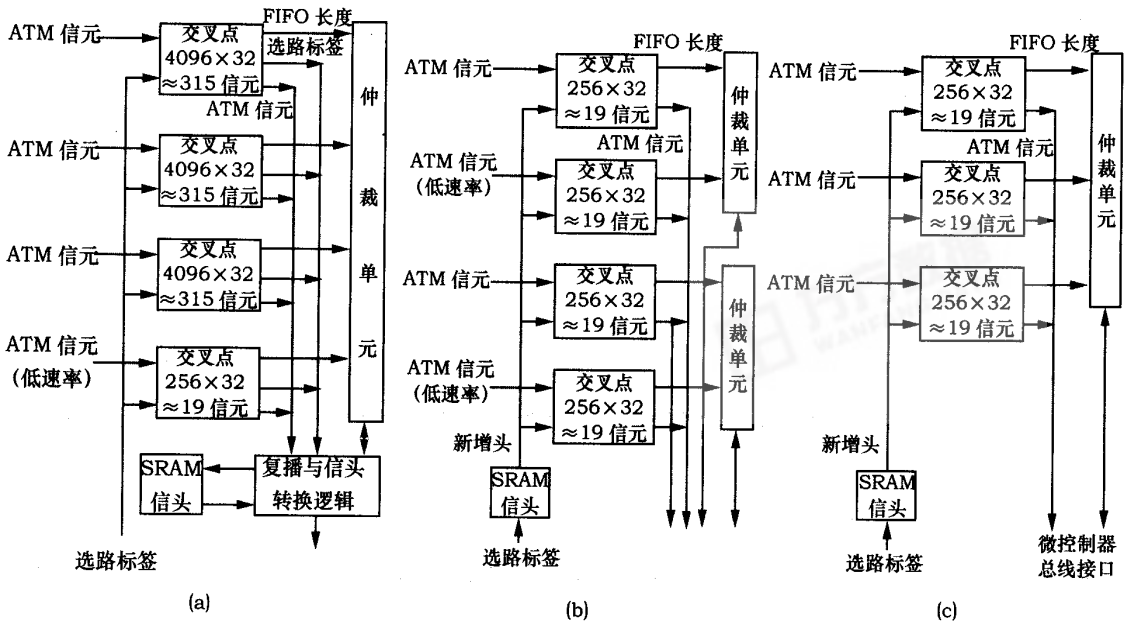 FIFO 长度
ATM 信元
交叉点
4096×32
≈315 信元
选路标签
ATM 信元
ATM 信元
交叉点
4096×32
≈315 信元
ATM 信元
交叉点
4096×32
≈315 信元
ATM 信元
(低速率)
交叉点
256×32
≈19 信元
仲裁单元
SRAM
信头
复播与信头
转换逻辑
选路标签
(a)
FIFO 长度
ATM 信元
交叉点
256×32
≈19 信元
ATM 信元
ATM 信元
(低速率)
交叉点
256×32
≈19 信元
仲裁单元
ATM 信元
交叉点
256×32
≈19 信元
ATM 信元
(低速率)
交叉点
256×32
≈19 信元
仲裁单元
新增头
SRAM
信头
选路标签
(b)
FIFO 长度
ATM 信元
交叉点
256×32
≈19 信元
ATM 信元
ATM 信元
交叉点
256×32
≈19 信元
ATM 信元
交叉点
256×32
≈19 信元
仲裁单元
新增头
SRAM
信头
选路标签
微控制器
总线接口
(c)